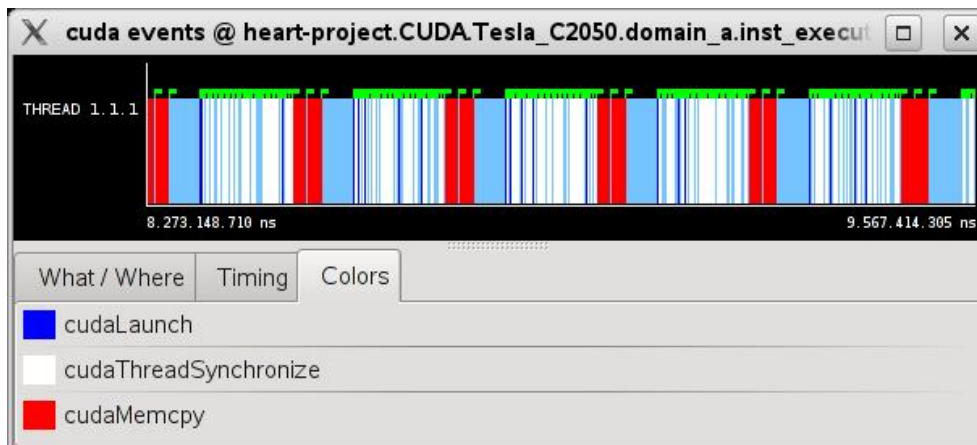 cuda events @ heart-project.CUDA.Tesla_C2050.domain_a.inst_execut
THREAD 1.1.1
8.273.148.710 ns
9.567.414.305 ns
What / Where
Timing
Colors
cudaLaunch
cudaThreadSynchronize
cudaMemcpy